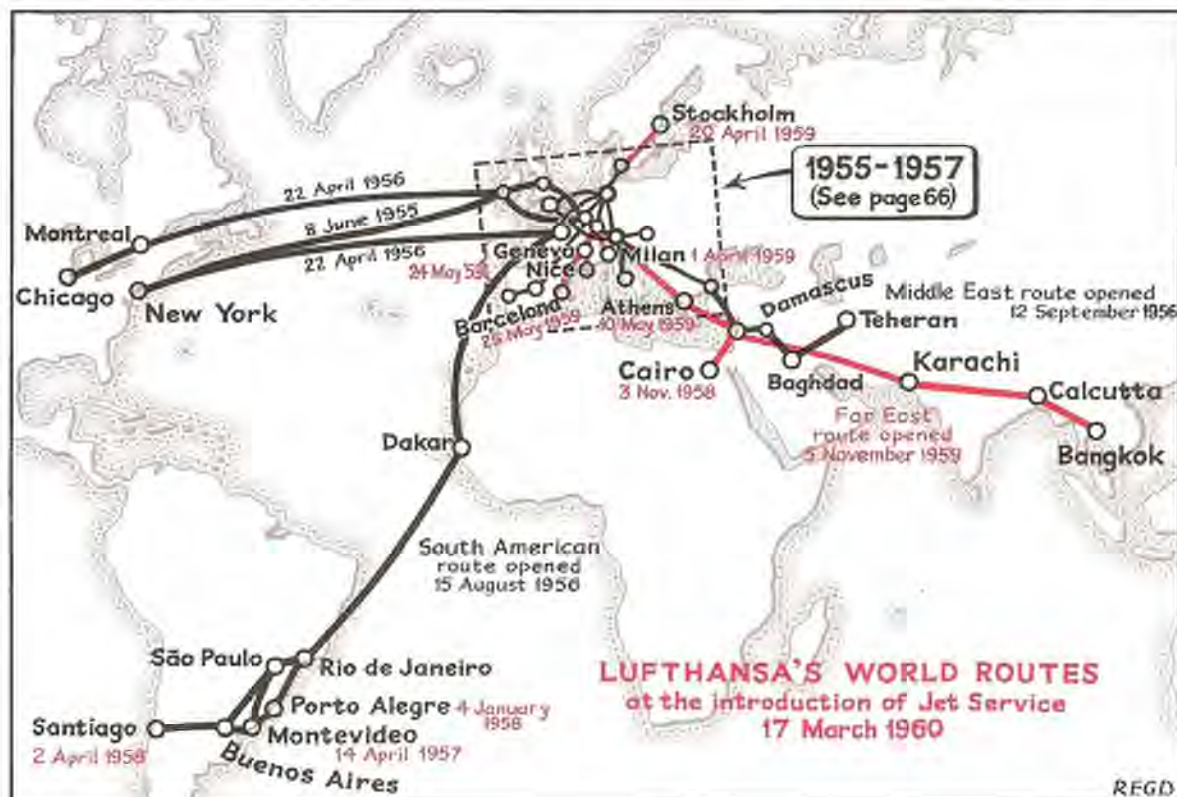 Stockholm
20 April 1959
1955-1957
(See page 66)
22 April 1956
8 June 1955
22 April 1956
Montreal
Chicago
New York
Geneva
24 May '59
Nice
Milan 1 April 1959
Barcelona
25 May 1959
Athens
10 May 1959
Damascus
Middle East route opened
12 September 1956
Teheran
Cairo
3 Nov. 1958
Baghdad
Karachi
Calcutta
Bangkok
Far East
route opened
5 November 1959
Dakar
South American
route opened
15 August 1956
São Paulo
Rio de Janeiro
Porto Alegre 4 January
1958
Santiago
2 April 1958
Montevideo
14 April 1957
Buenos Aires
LUFTHANSA'S WORLD ROUTES
at the introduction of Jet Service
17 March 1960
REGD